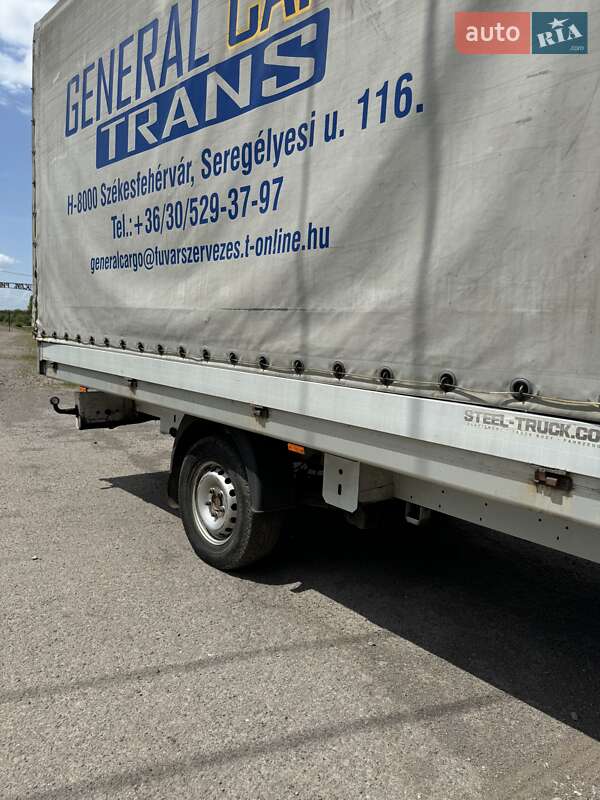 auto RIA
GENERAL CA
TRANS
H-8000 Székesfehérvár, Seregélyesi u. 116.
Tel.:+36/30/529-37-97
generalcargo@fuvarszervezes.t-online.hu
STEEL-TRUCK.CO